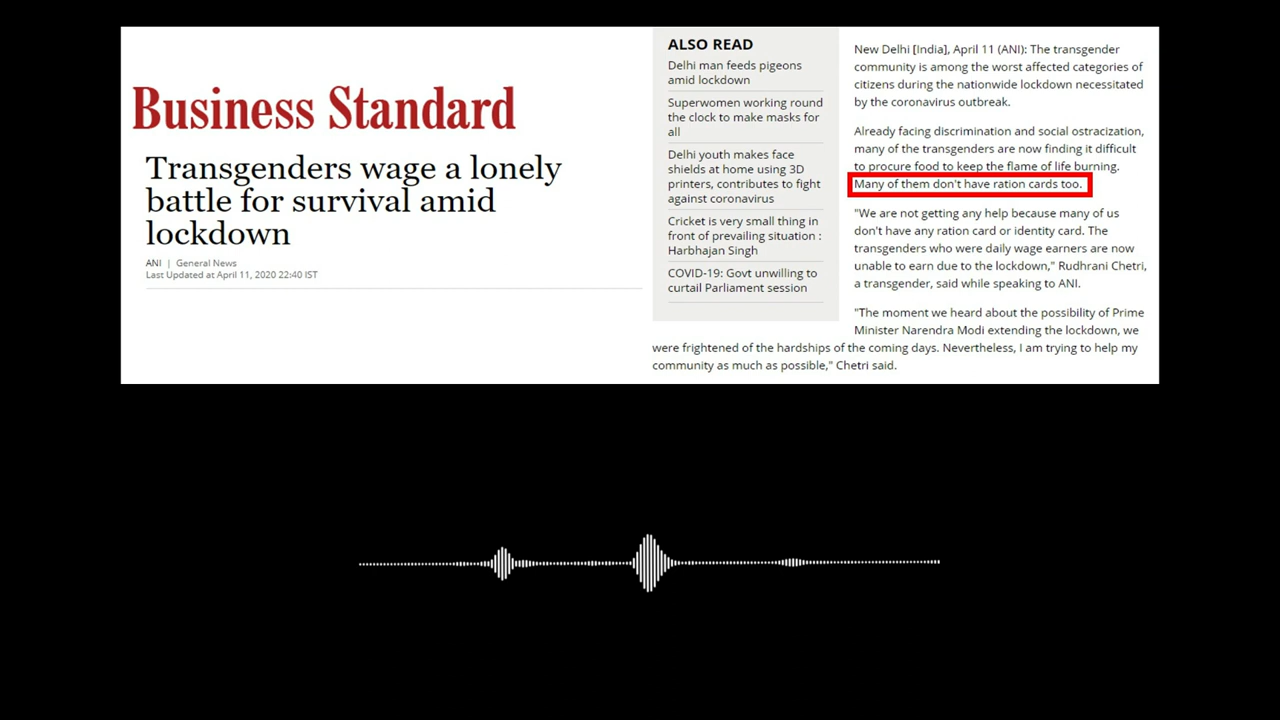 Business Standard
Transgenders wage a lonely
battle for survival amid
lockdown
ANI | General News
Last Updated at April 11, 2020 22:40 IST
ALSO READ
Delhi man feeds pigeons
amid lockdown
Superwomen working round
the clock to make masks for
all
Delhi youth makes face
shields at home using 3D
printers, contributes to fight
against coronavirus
Cricket is very small thing in
front of prevailing situation :
Harbhajan Singh
COVID-19: Govt unwilling to
curtail Parliament session
New Delhi [India], April 11 (ANI): The transgender
community is among the worst affected categories of
citizens during the nationwide lockdown necessitated
by the coronavirus outbreak.
Already facing discrimination and social ostracization,
many of the transgenders are now finding it difficult
to procure food to keep the flame of life burning.
Many of them don't have ration cards too.
"We are not getting any help because many of us
don't have any ration card or identity card. The
transgenders who were daily wage earners are now
unable to earn due to the lockdown," Rudhrani Chetri,
a transgender, said while speaking to ANI.
"The moment we heard about the possibility of Prime
Minister Narendra Modi extending the lockdown, we
were frightened of the hardships of the coming days. Nevertheless, I am trying to help my
community as much as possible," Chetri said.